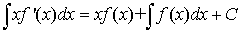 ∫xf '(x)dx = xf(x)+∫f(x)dx+C